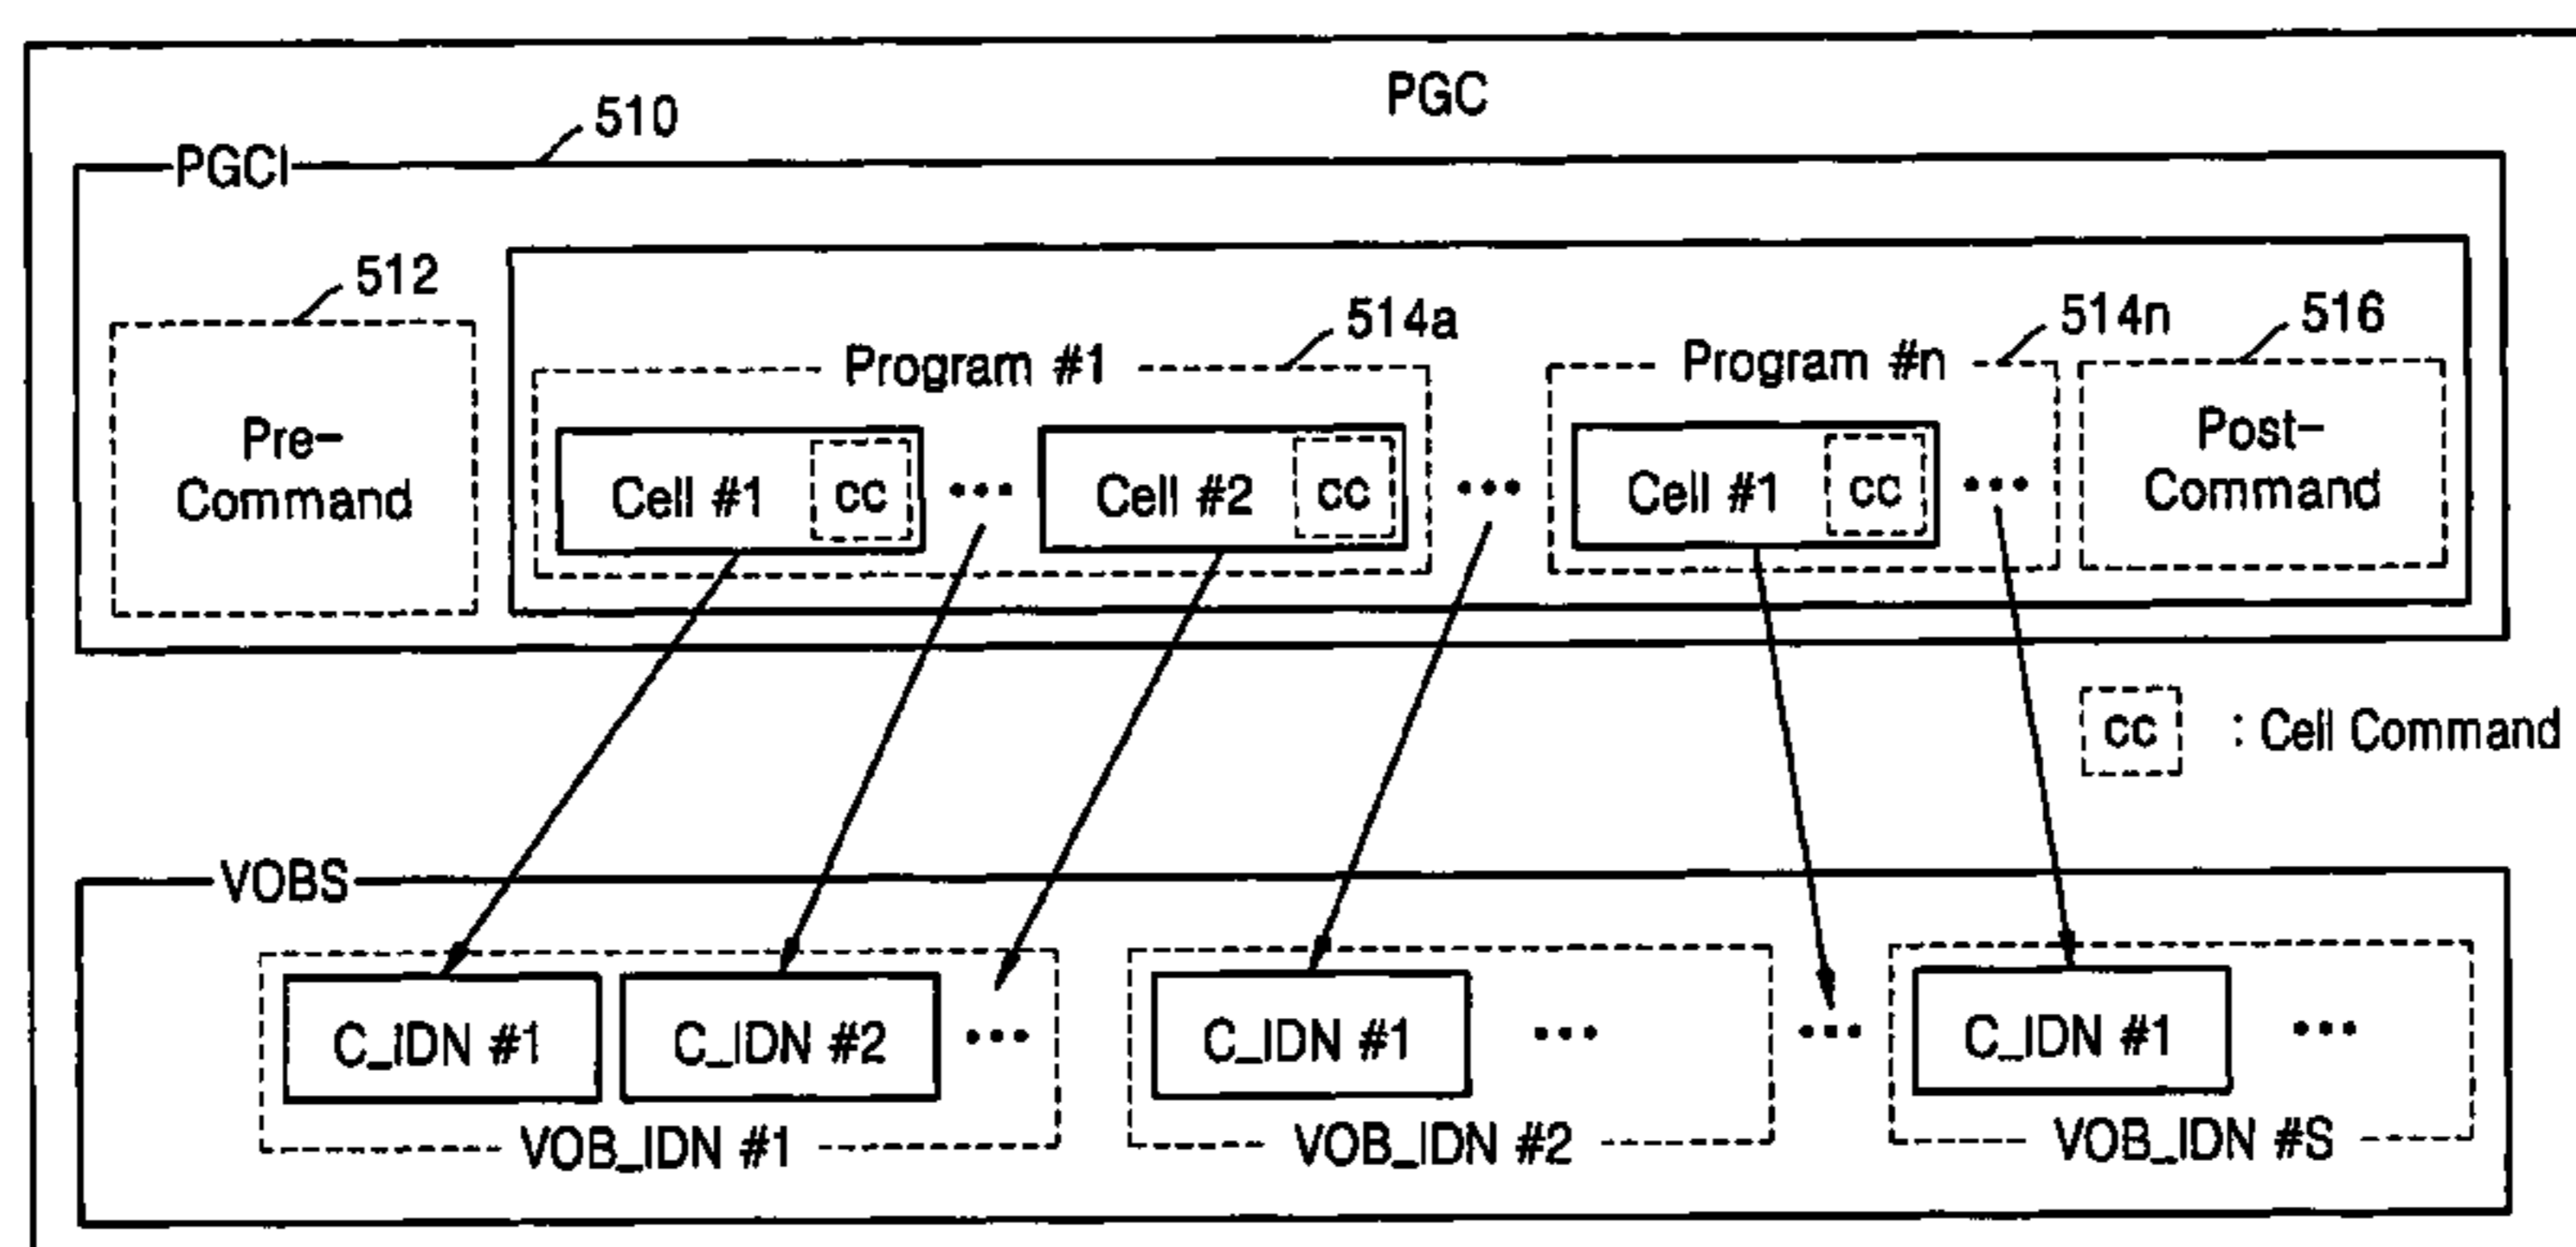 PGC
510
PGCI
512
514a
514n
516
Program #1
Program #n
Pre-
Command
Cell #1
cc
•••
Cell #2
cc
•••
Cell #1
cc
•••
Post-
Command
cc : Cell Command
VOBS
C_IDN #1
C_IDN #2
•••
C_IDN #1
•••
•••
C_IDN #1
•••
VOB_IDN #1
VOB_IDN #2
VOB_IDN #S